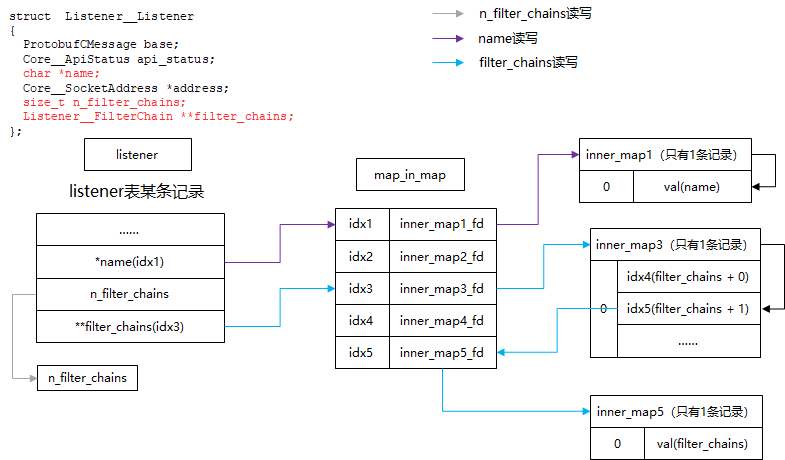 struct  Listener__Listener
{
  ProtobufCMessage base;
  Core__ApiStatus api_status;
  char *name;
  Core__SocketAddress *address;
  size_t n_filter_chains;
  Listener__FilterChain **filter_chains;
};
n_filter_chains读写
name读写
filter_chains读写
listener
listener表某条记录
......
*name(idx1)
n_filter_chains
**filter_chains(idx3)
n_filter_chains
map_in_map
idx1 inner_map1_fd
idx2 inner_map2_fd
idx3 inner_map3_fd
idx4 inner_map4_fd
idx5 inner_map5_fd
inner_map1（只有1条记录）
0 val(name)
inner_map3（只有1条记录）
0
idx4(filter_chains + 0)
idx5(filter_chains + 1)
......
inner_map5（只有1条记录）
0 val(filter_chains)